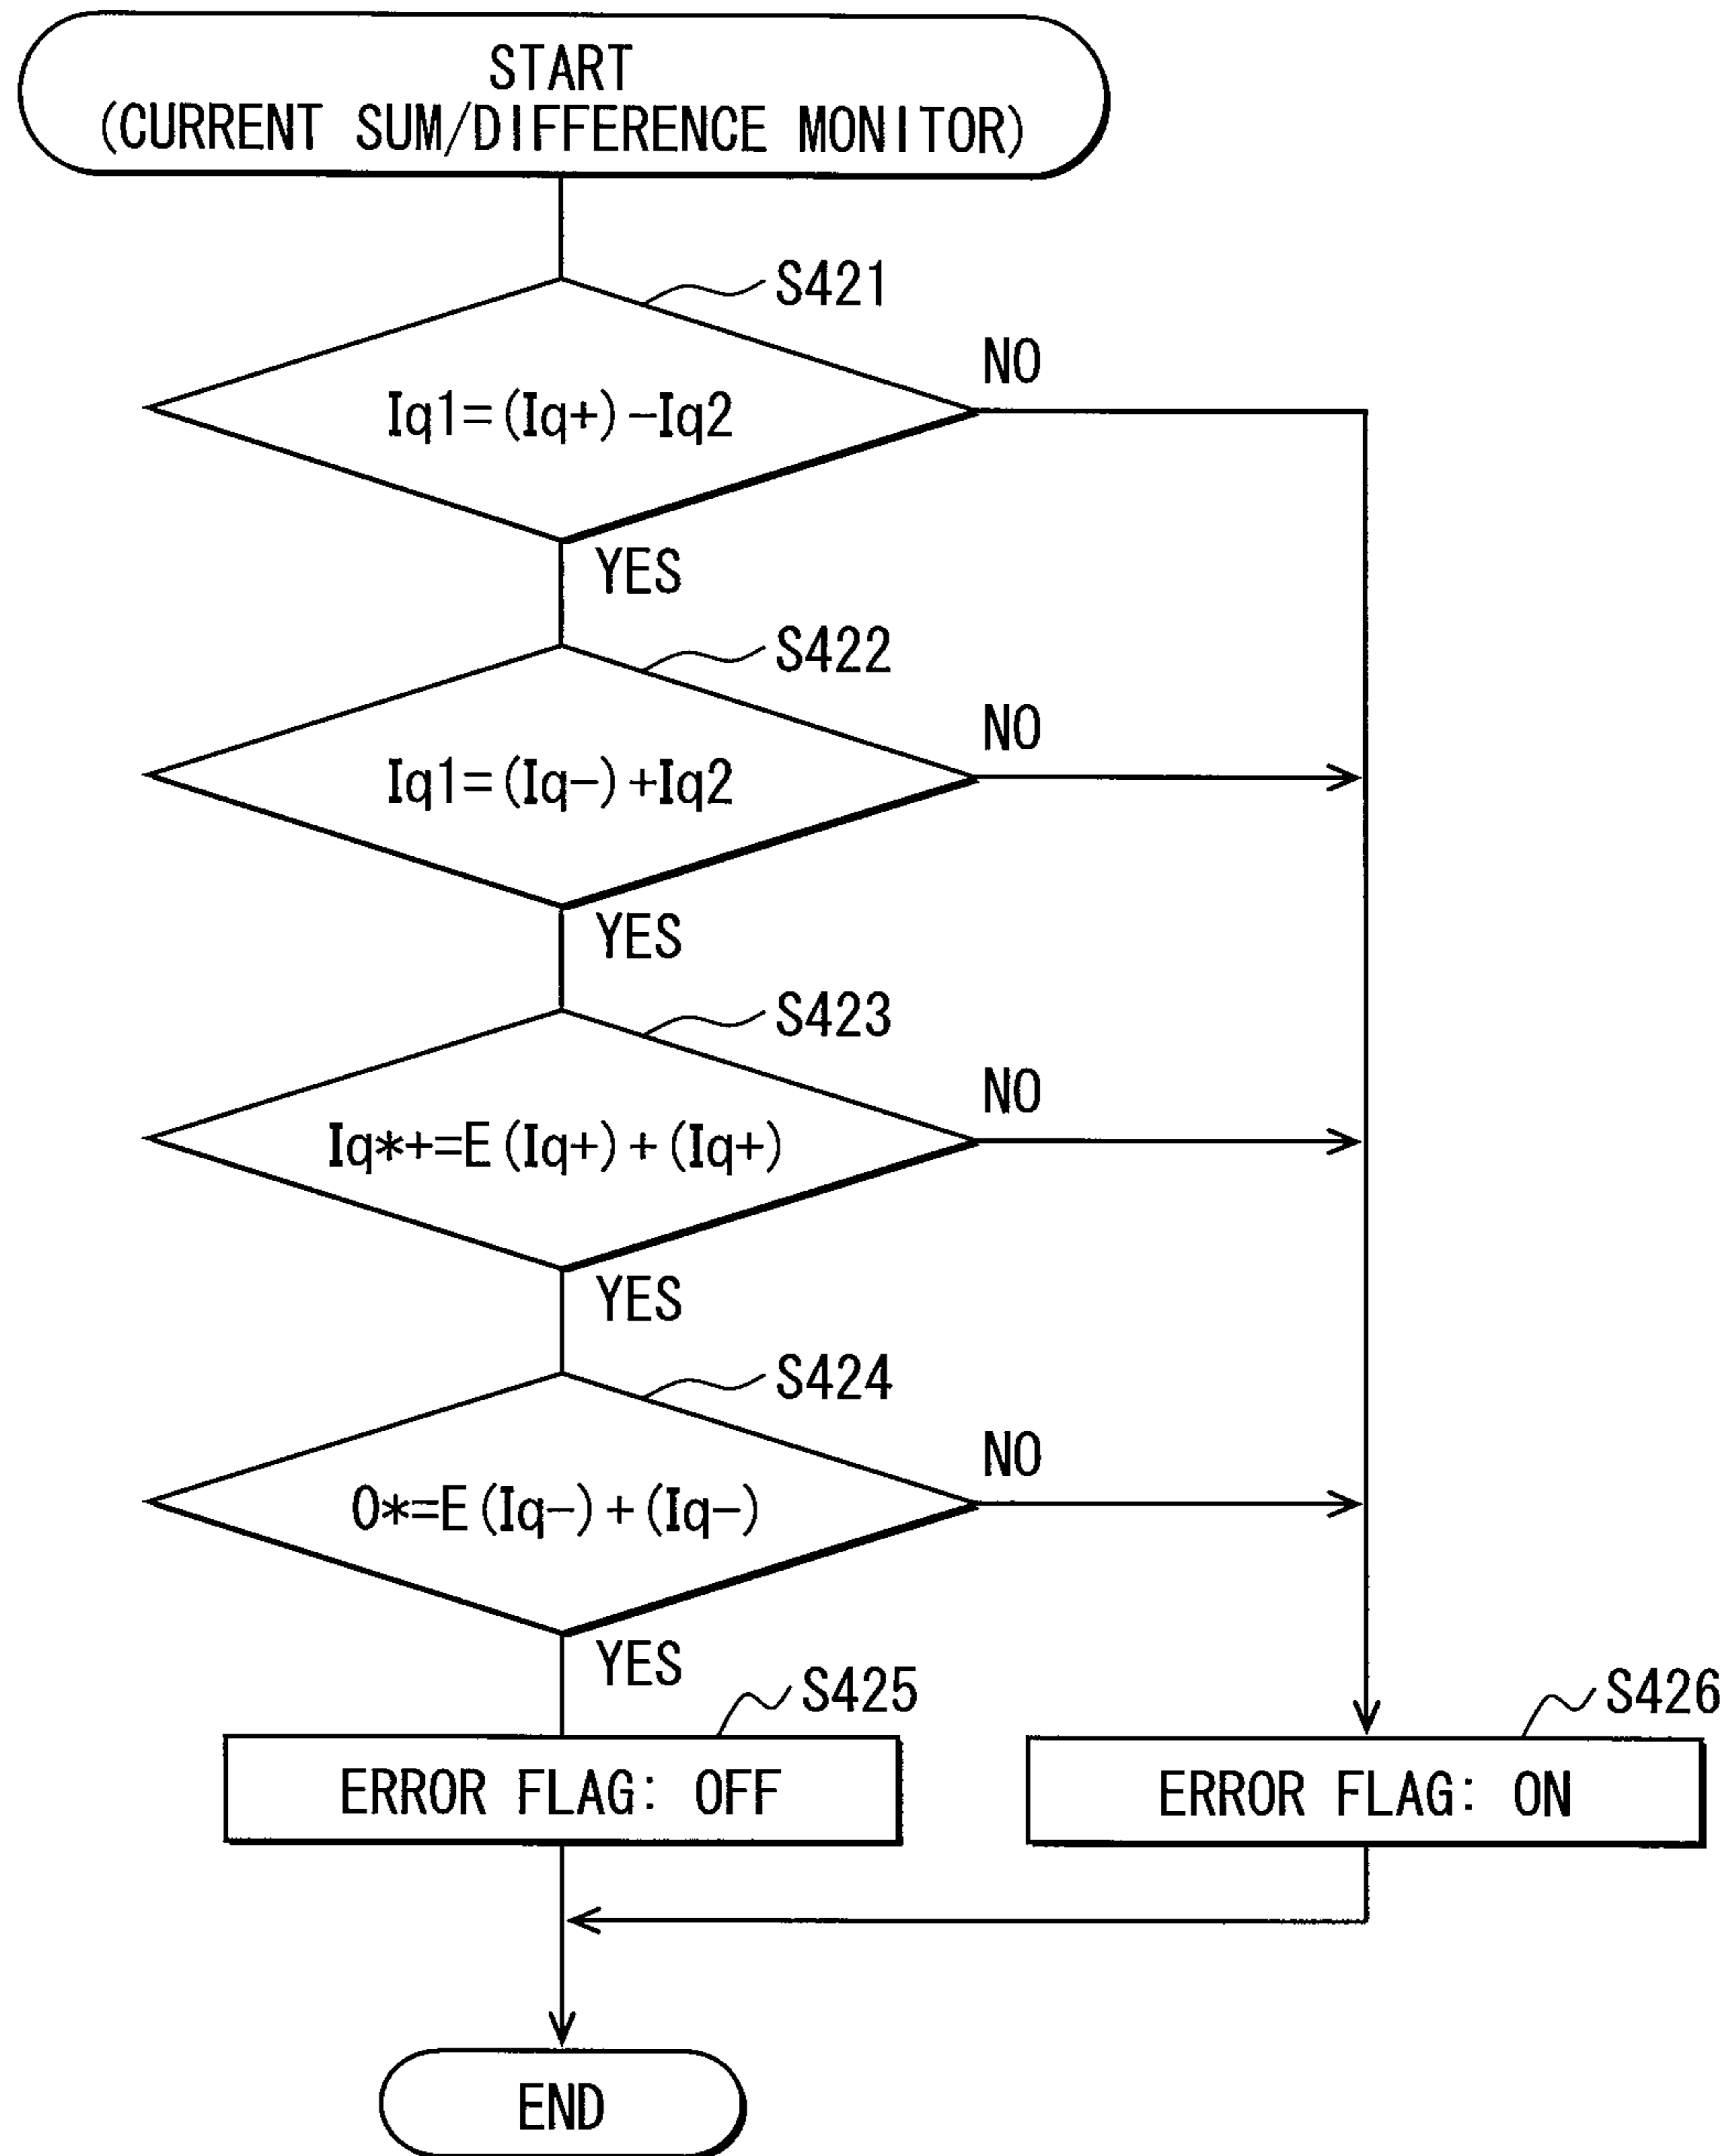 START
(CURRENT SUM/DIFFERENCE MONITOR)
S421
NO
Iq1=(Iq+)-Iq2
YES
S422
NO
Iq1=(Iq-)+Iq2
YES
S423
NO
Iq*+=E(Iq+)+(Iq+)
YES
S424
NO
0*=E(Iq-)+(Iq-)
YES
S425
S426
ERROR FLAG: OFF
ERROR FLAG: ON
END